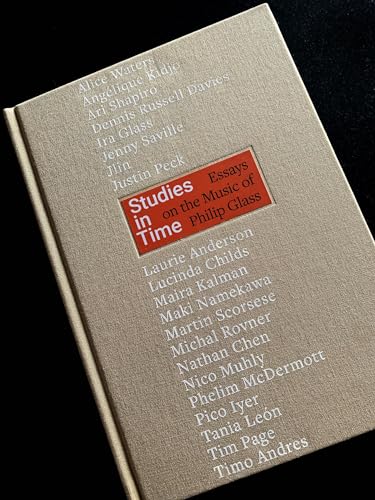 Alice Waters
Angélique Kidjo
Ari Shapiro
Dennis Russell Davies
Ira Glass
Jenny Saville
Jlin
Justin Peck
Studies
in
Time
Essays
on the Music of
Philip Glass
Laurie Anderson
Lucinda Childs
Maira Kalman
Maki Namekawa
Martin Scorsese
Michal Rovner
Nathan Chen
Nico Muhly
Phelim McDermott
Pico Iyer
Tania León
Tim Page
Timo Andres